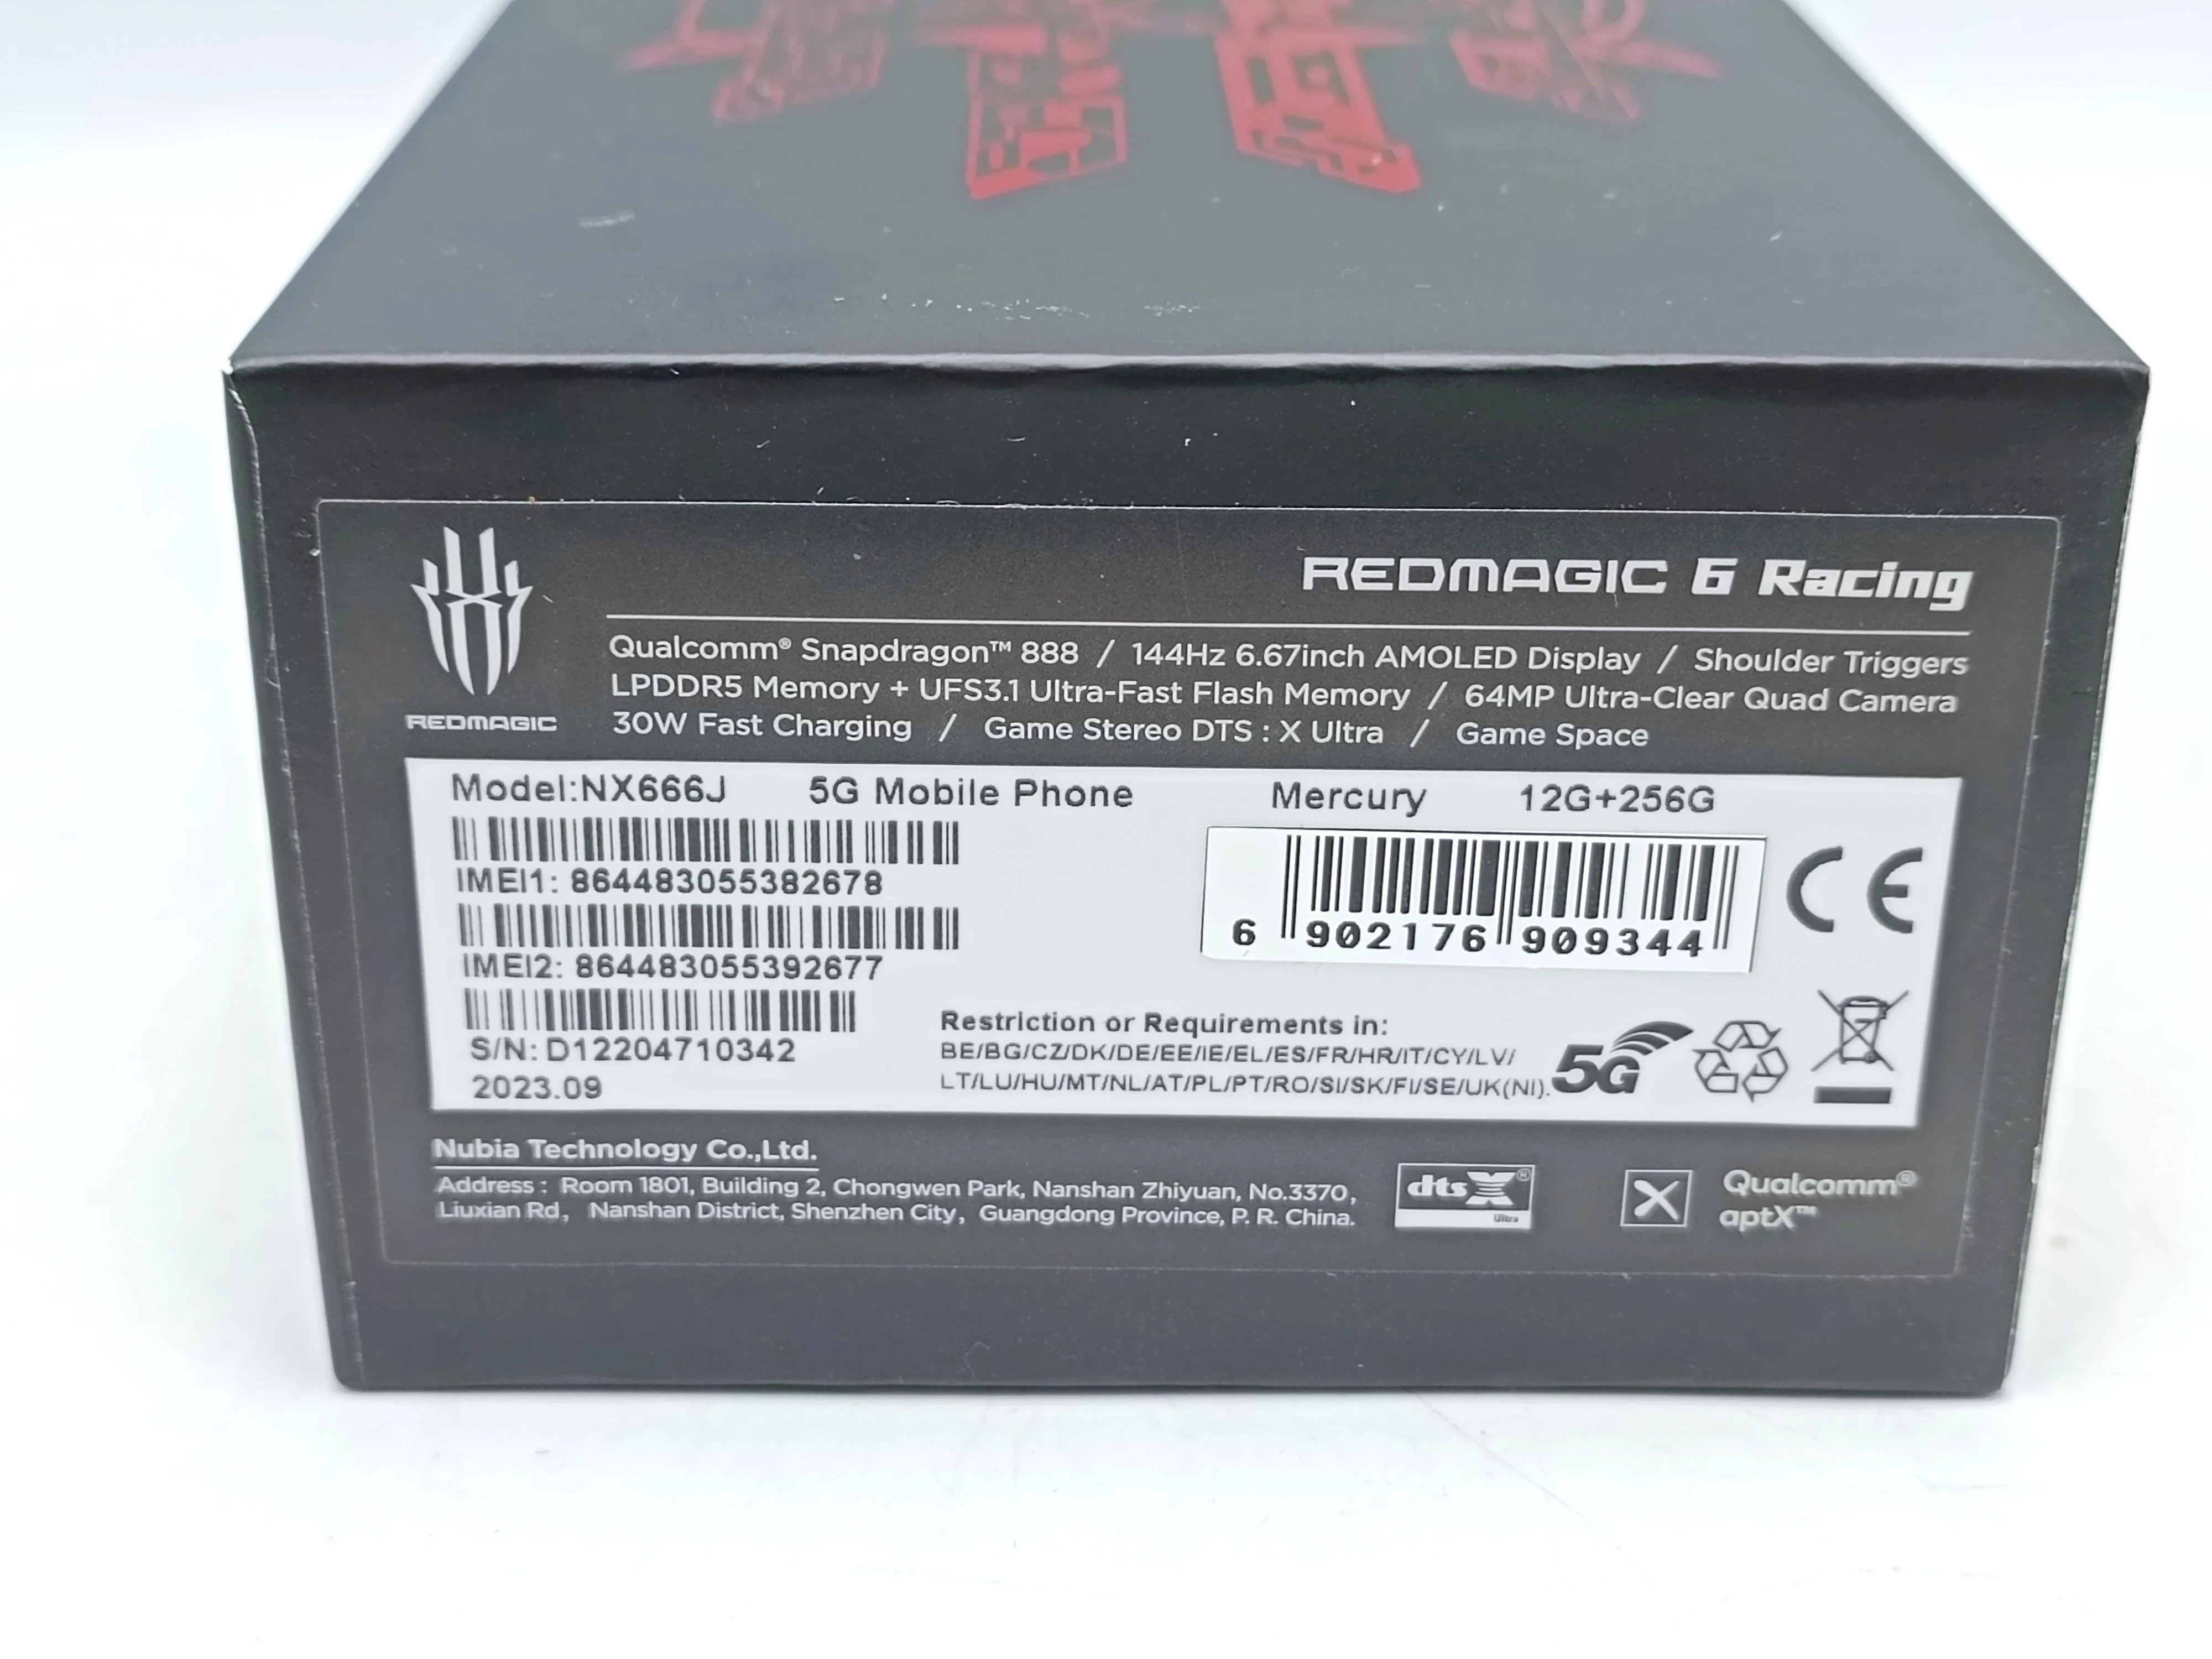 REDMAGIC 6 Racing
REDMAGIC
Qualcomm® Snapdragon™ 888 / 144Hz 6.67inch AMOLED Display / Shoulder Triggers
LPDDR5 Memory + UFS3.1 Ultra-Fast Flash Memory / 64MP Ultra-Clear Quad Camera
30W Fast Charging / Game Stereo DTS : X Ultra / Game Space
Model:NX666J 5G Mobile Phone Mercury 12G+256G
IMEI1: 864483055382678
IMEI2: 864483055392677
S/N: D12204710342
2023.09
6 902176 909344
CE
Restriction or Requirements in:
BE/BG/CZ/DK/DE/EE/IE/EL/ES/FR/HR/IT/CY/LV/
LT/LU/HU/MT/NL/AT/PL/PT/RO/SI/SK/FI/SE/UK(NI).
5G
Nubia Technology Co.,Ltd.
Address : Room 1801, Building 2, Chongwen Park, Nanshan Zhiyuan, No.3370,
Liuxian Rd, Nanshan District, Shenzhen City, Guangdong Province, P. R. China.
dts X®
Ultra
Qualcomm®
aptX™